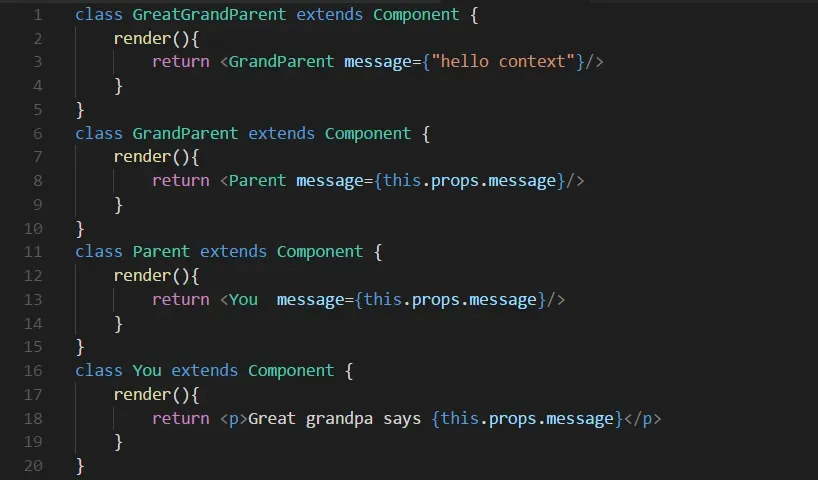 1 class GreatGrandParent extends Component {
2 render(){
3 return <GrandParent message={"hello context"}/>
4 }
5 }
6 class GrandParent extends Component {
7 render(){
8 return <Parent message={this.props.message}/>
9 }
10 }
11 class Parent extends Component {
12 render(){
13 return <You  message={this.props.message}/>
14 }
15 }
16 class You extends Component {
17 render(){
18 return <p>Great grandpa says {this.props.message}</p>
19 }
20 }